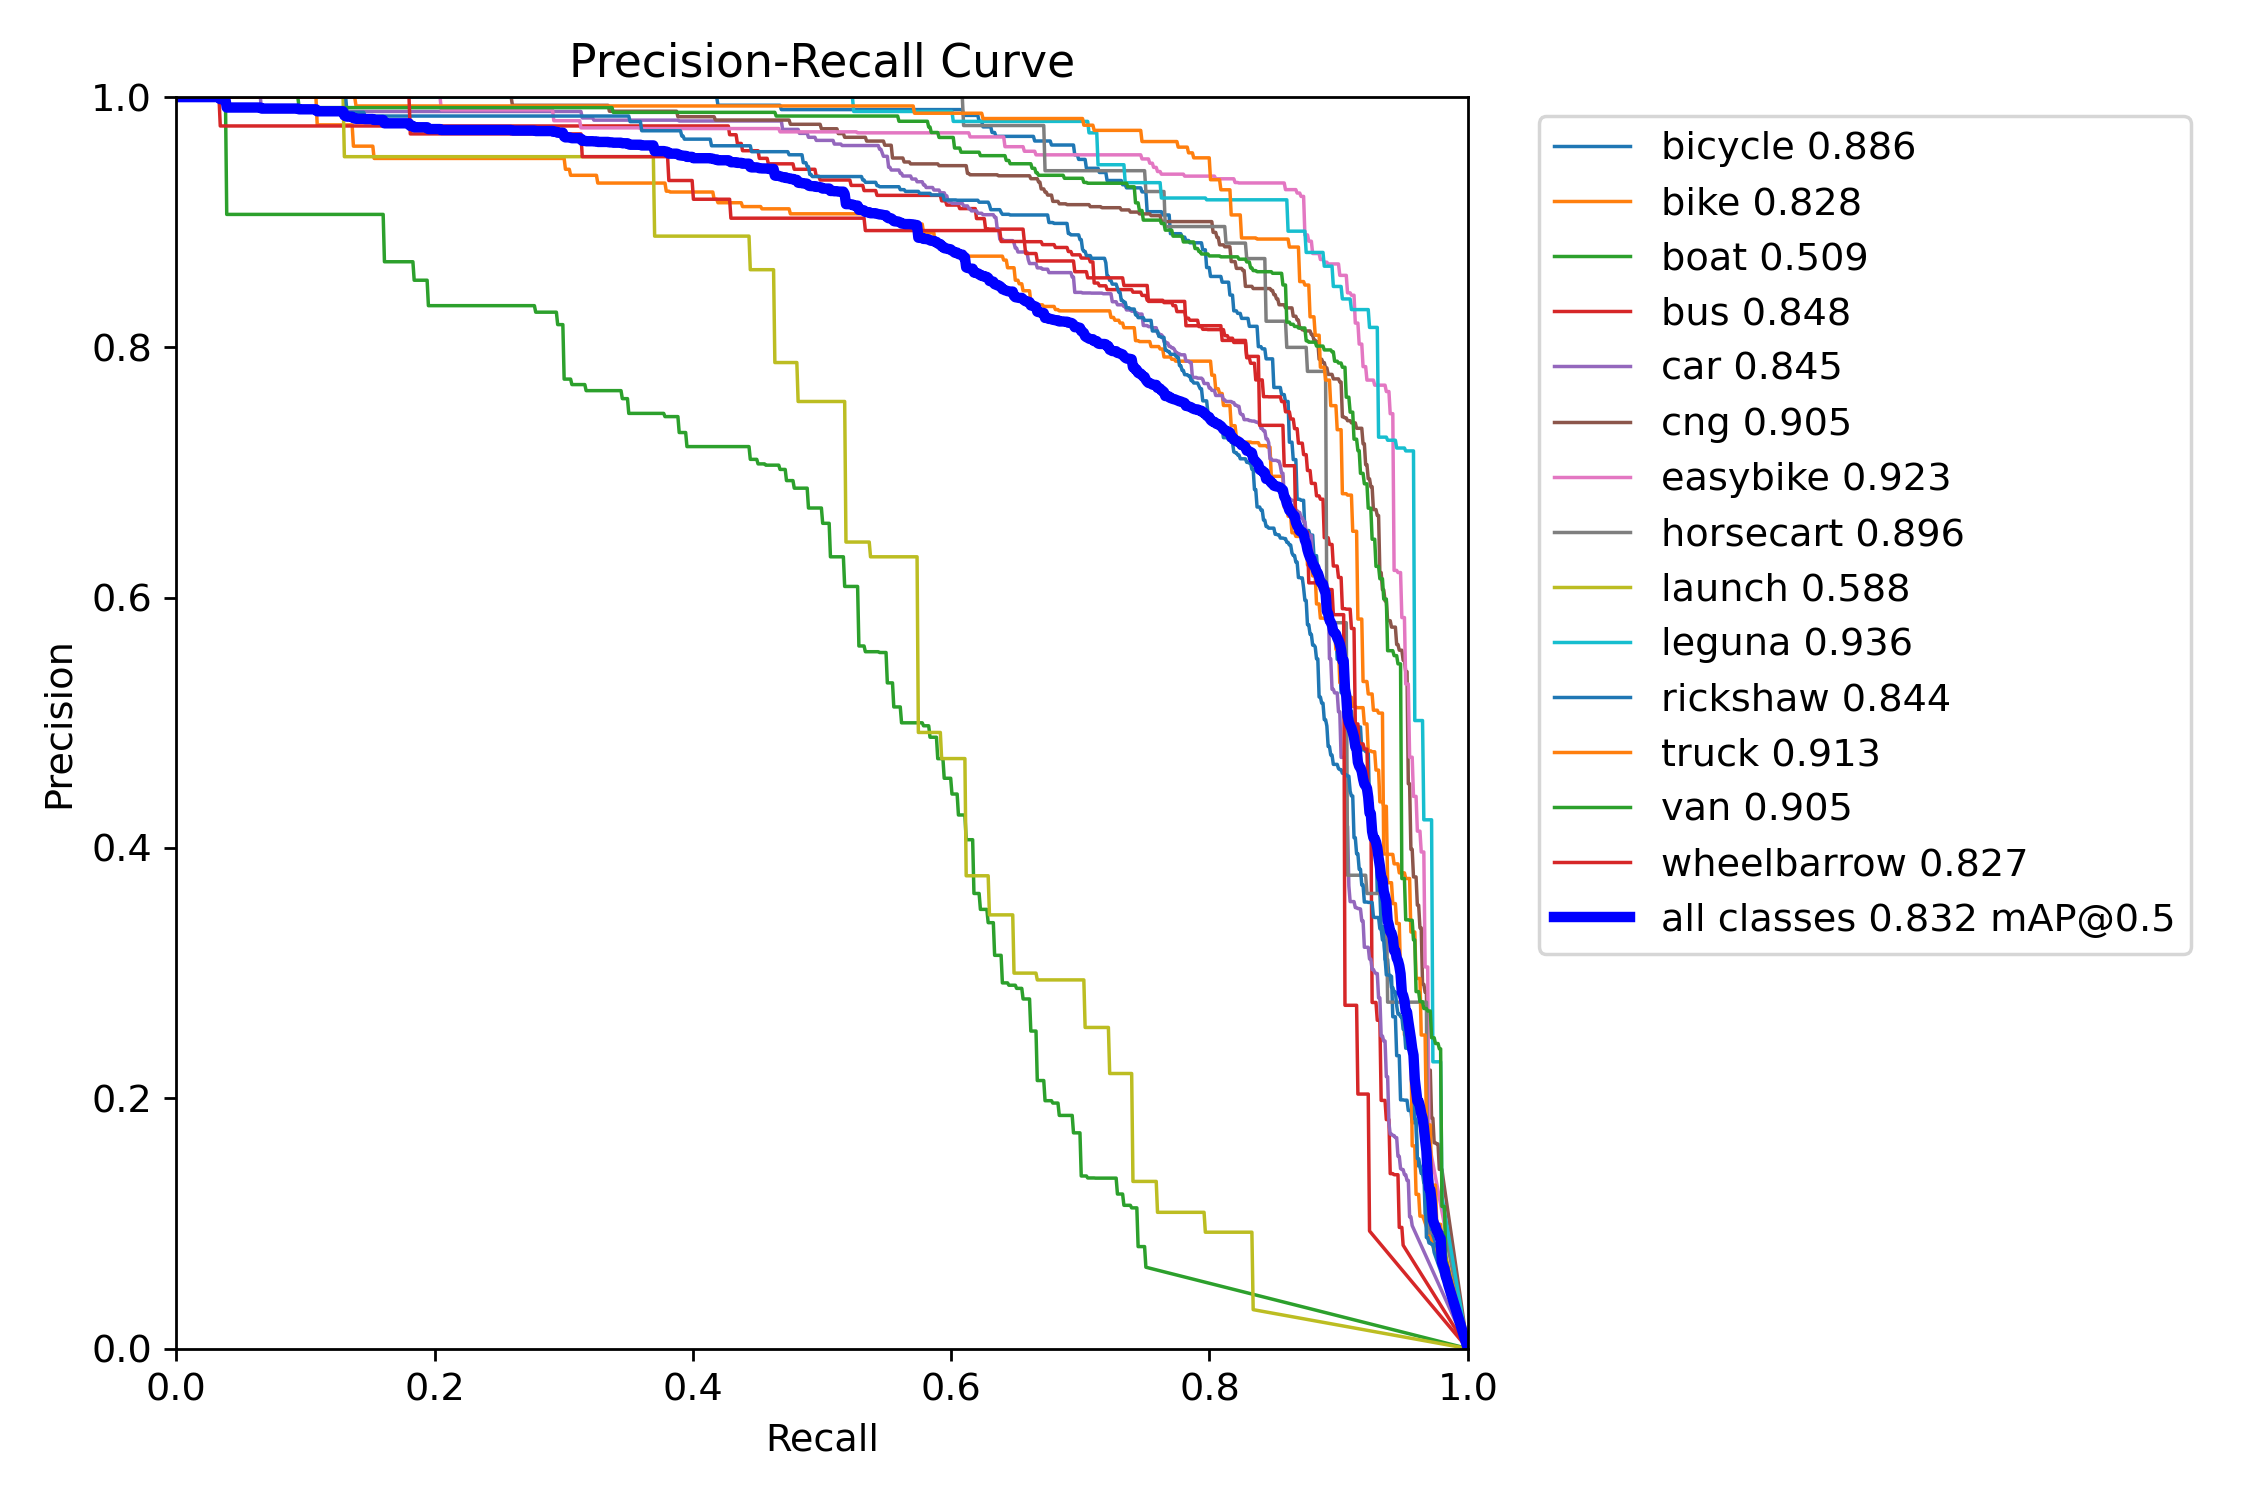 Precision-Recall Curve
1.0
0.8
0.6
0.4
0.2
0.0
Precision
0.0 0.2 0.4 0.6 0.8 1.0
Recall
bicycle 0.886
bike 0.828
boat 0.509
bus 0.848
car 0.845
cng 0.905
easybike 0.923
horsecart 0.896
launch 0.588
leguna 0.936
rickshaw 0.844
truck 0.913
van 0.905
wheelbarrow 0.827
all classes 0.832 mAP@0.5